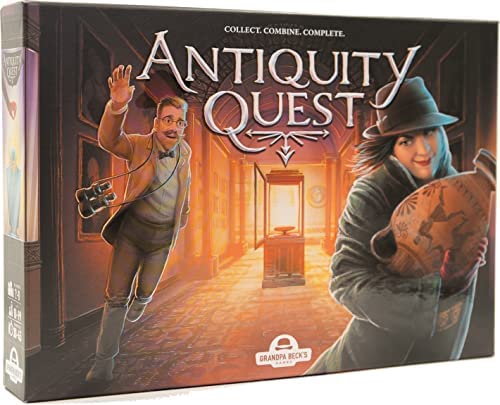 COLLECT. COMBINE. COMPLETE.
ANTIQUITY
QUEST
GRANDPA BECK'S
GAMES